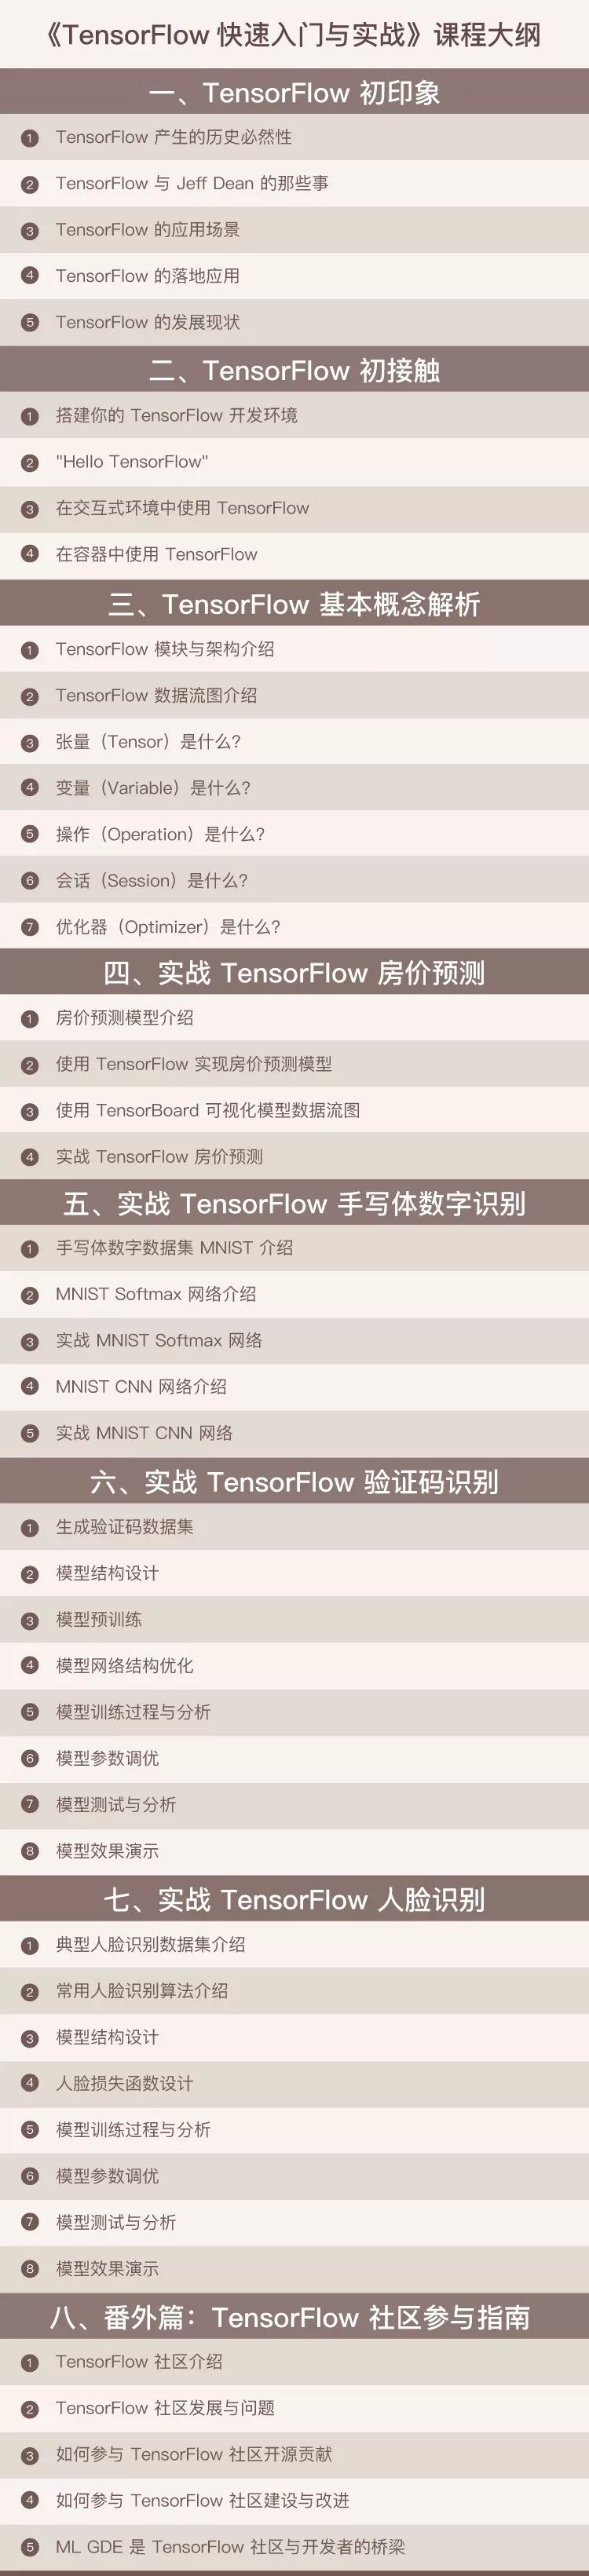 《TensorFlow 快速入门与实战》课程大纲
一、TensorFlow 初印象
1 TensorFlow 产生的历史必然性
2 TensorFlow 与 Jeff Dean 的那些事
3 TensorFlow 的应用场景
4 TensorFlow 的落地应用
5 TensorFlow 的发展现状
二、TensorFlow 初接触
1 搭建你的 TensorFlow 开发环境
2 "Hello TensorFlow"
3 在交互式环境中使用 TensorFlow
4 在容器中使用 TensorFlow
三、TensorFlow 基本概念解析
1 TensorFlow 模块与架构介绍
2 TensorFlow 数据流图介绍
3 张量（Tensor）是什么?
4 变量（Variable）是什么?
5 操作（Operation）是什么?
6 会话（Session）是什么?
7 优化器（Optimizer）是什么?
四、实战 TensorFlow 房价预测
1 房价预测模型介绍
2 使用 TensorFlow 实现房价预测模型
3 使用 TensorBoard 可视化模型数据流图
4 实战 TensorFlow 房价预测
五、实战 TensorFlow 手写体数字识别
1 手写体数字数据集 MNIST 介绍
2 MNIST Softmax 网络介绍
3 实战 MNIST Softmax 网络
4 MNIST CNN 网络介绍
5 实战 MNIST CNN 网络
六、实战 TensorFlow 验证码识别
1 生成验证码数据集
2 模型结构设计
3 模型预训练
4 模型网络结构优化
5 模型训练过程与分析
6 模型参数调优
7 模型测试与分析
8 模型效果演示
七、实战 TensorFlow 人脸识别
1 典型人脸识别数据集介绍
2 常用人脸识别算法介绍
3 模型结构设计
4 人脸损失函数设计
5 模型训练过程与分析
6 模型参数调优
7 模型测试与分析
8 模型效果演示
八、番外篇：TensorFlow 社区参与指南
1 TensorFlow 社区介绍
2 TensorFlow 社区发展与问题
3 如何参与 TensorFlow 社区开源贡献
4 如何参与 TensorFlow 社区建设与改进
5 ML GDE 是 TensorFlow 社区与开发者的桥梁